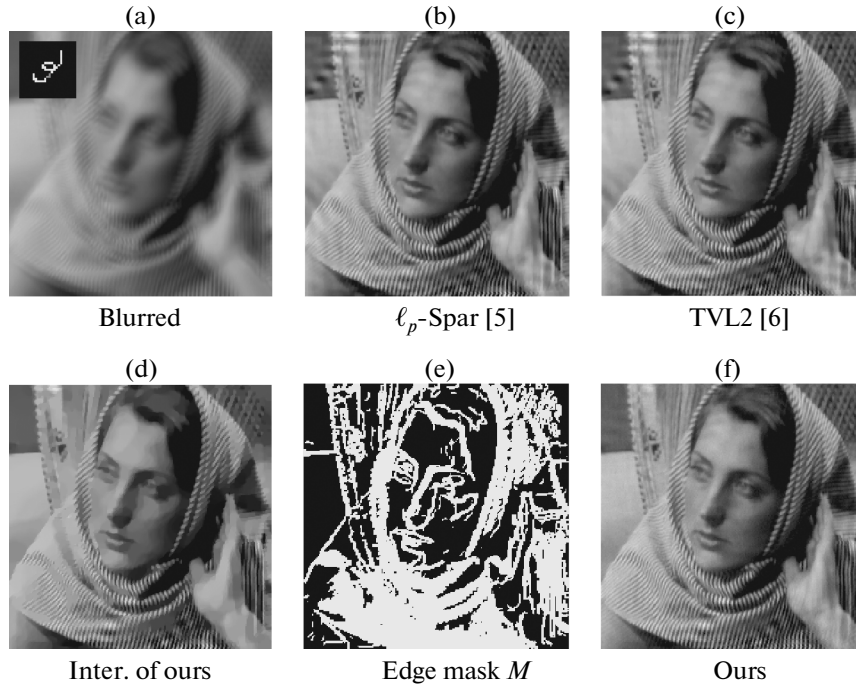 (a) (b) (c)
Blurred ℓp-Spar [5] TVL2 [6]
(d) (e) (f)
Inter. of ours Edge mask M Ours